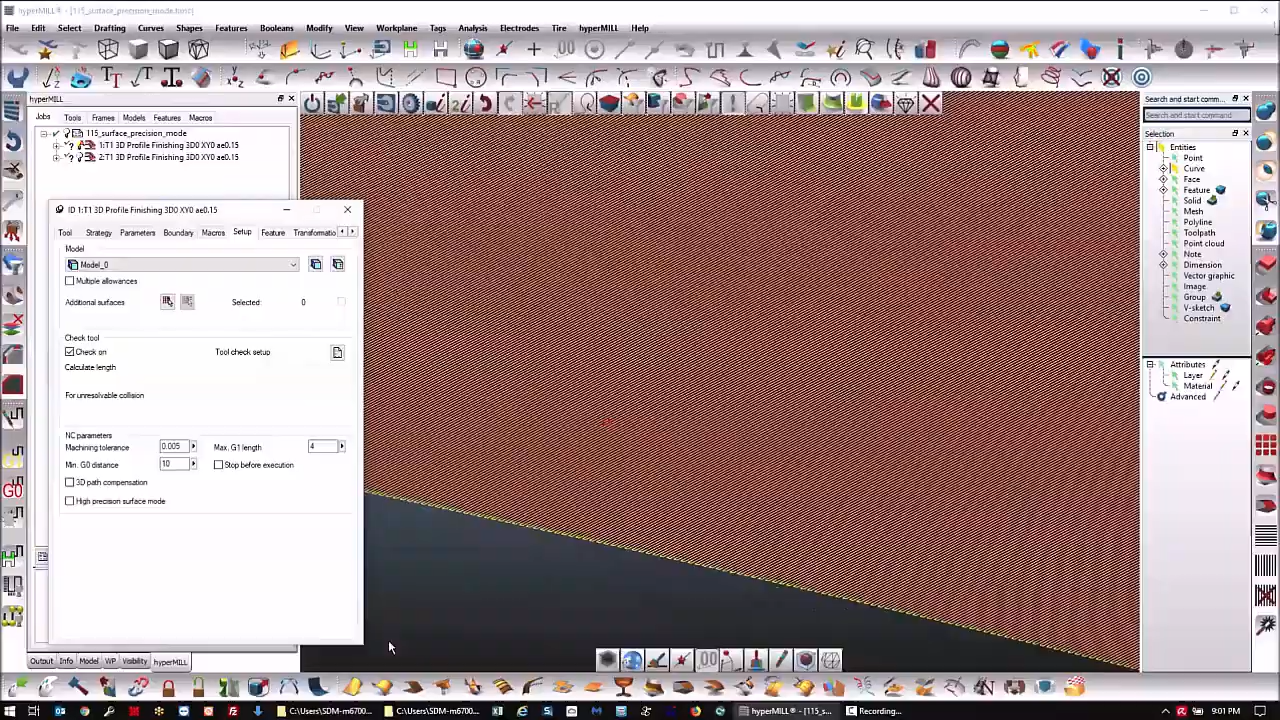 hyperMILL® - [115_surface_precision_mode.hmc]
File Edit Select Drafting Curves Shapes Features Booleans Modify View Workplane Tags Analysis Electrodes Tire hyperMILL Help
hyperMILL
Jobs Tools Frames Models Features Macros
115_surface_precision_mode
1:T1 3D Profile Finishing 3D0 XY0 ae0.15
2:T1 3D Profile Finishing 3D0 XY0 ae0.15
ID 1:T1 3D Profile Finishing 3D0 XY0 ae0.15
Tool Strategy Parameters Boundary Macros Setup Feature Transformatio
Model
Model_0
Multiple allowances
Additional surfaces Selected: 0
Check tool
Check on Tool check setup
Calculate length
For unresolvable collision
NC parameters
Machining tolerance 0.005 Max. G1 length 4
Min. G0 distance 10 Stop before execution
3D path compensation
High precision surface mode
Output Info Model WP Visibility hyperMILL
Search and start comm...
Search and start command
Selection
Entities
Point
Curve
Face
Feature
Solid
Mesh
Polyline
Toolpath
Point cloud
Note
Dimension
Vector graphic
Image
Group
V-sketch
Constraint
Attributes
Layer
Material
Advanced
G0
C:\Users\SDM-m6700... C:\Users\SDM-m6700... hyperMILL® - [115_s... Recording... 9:01 PM